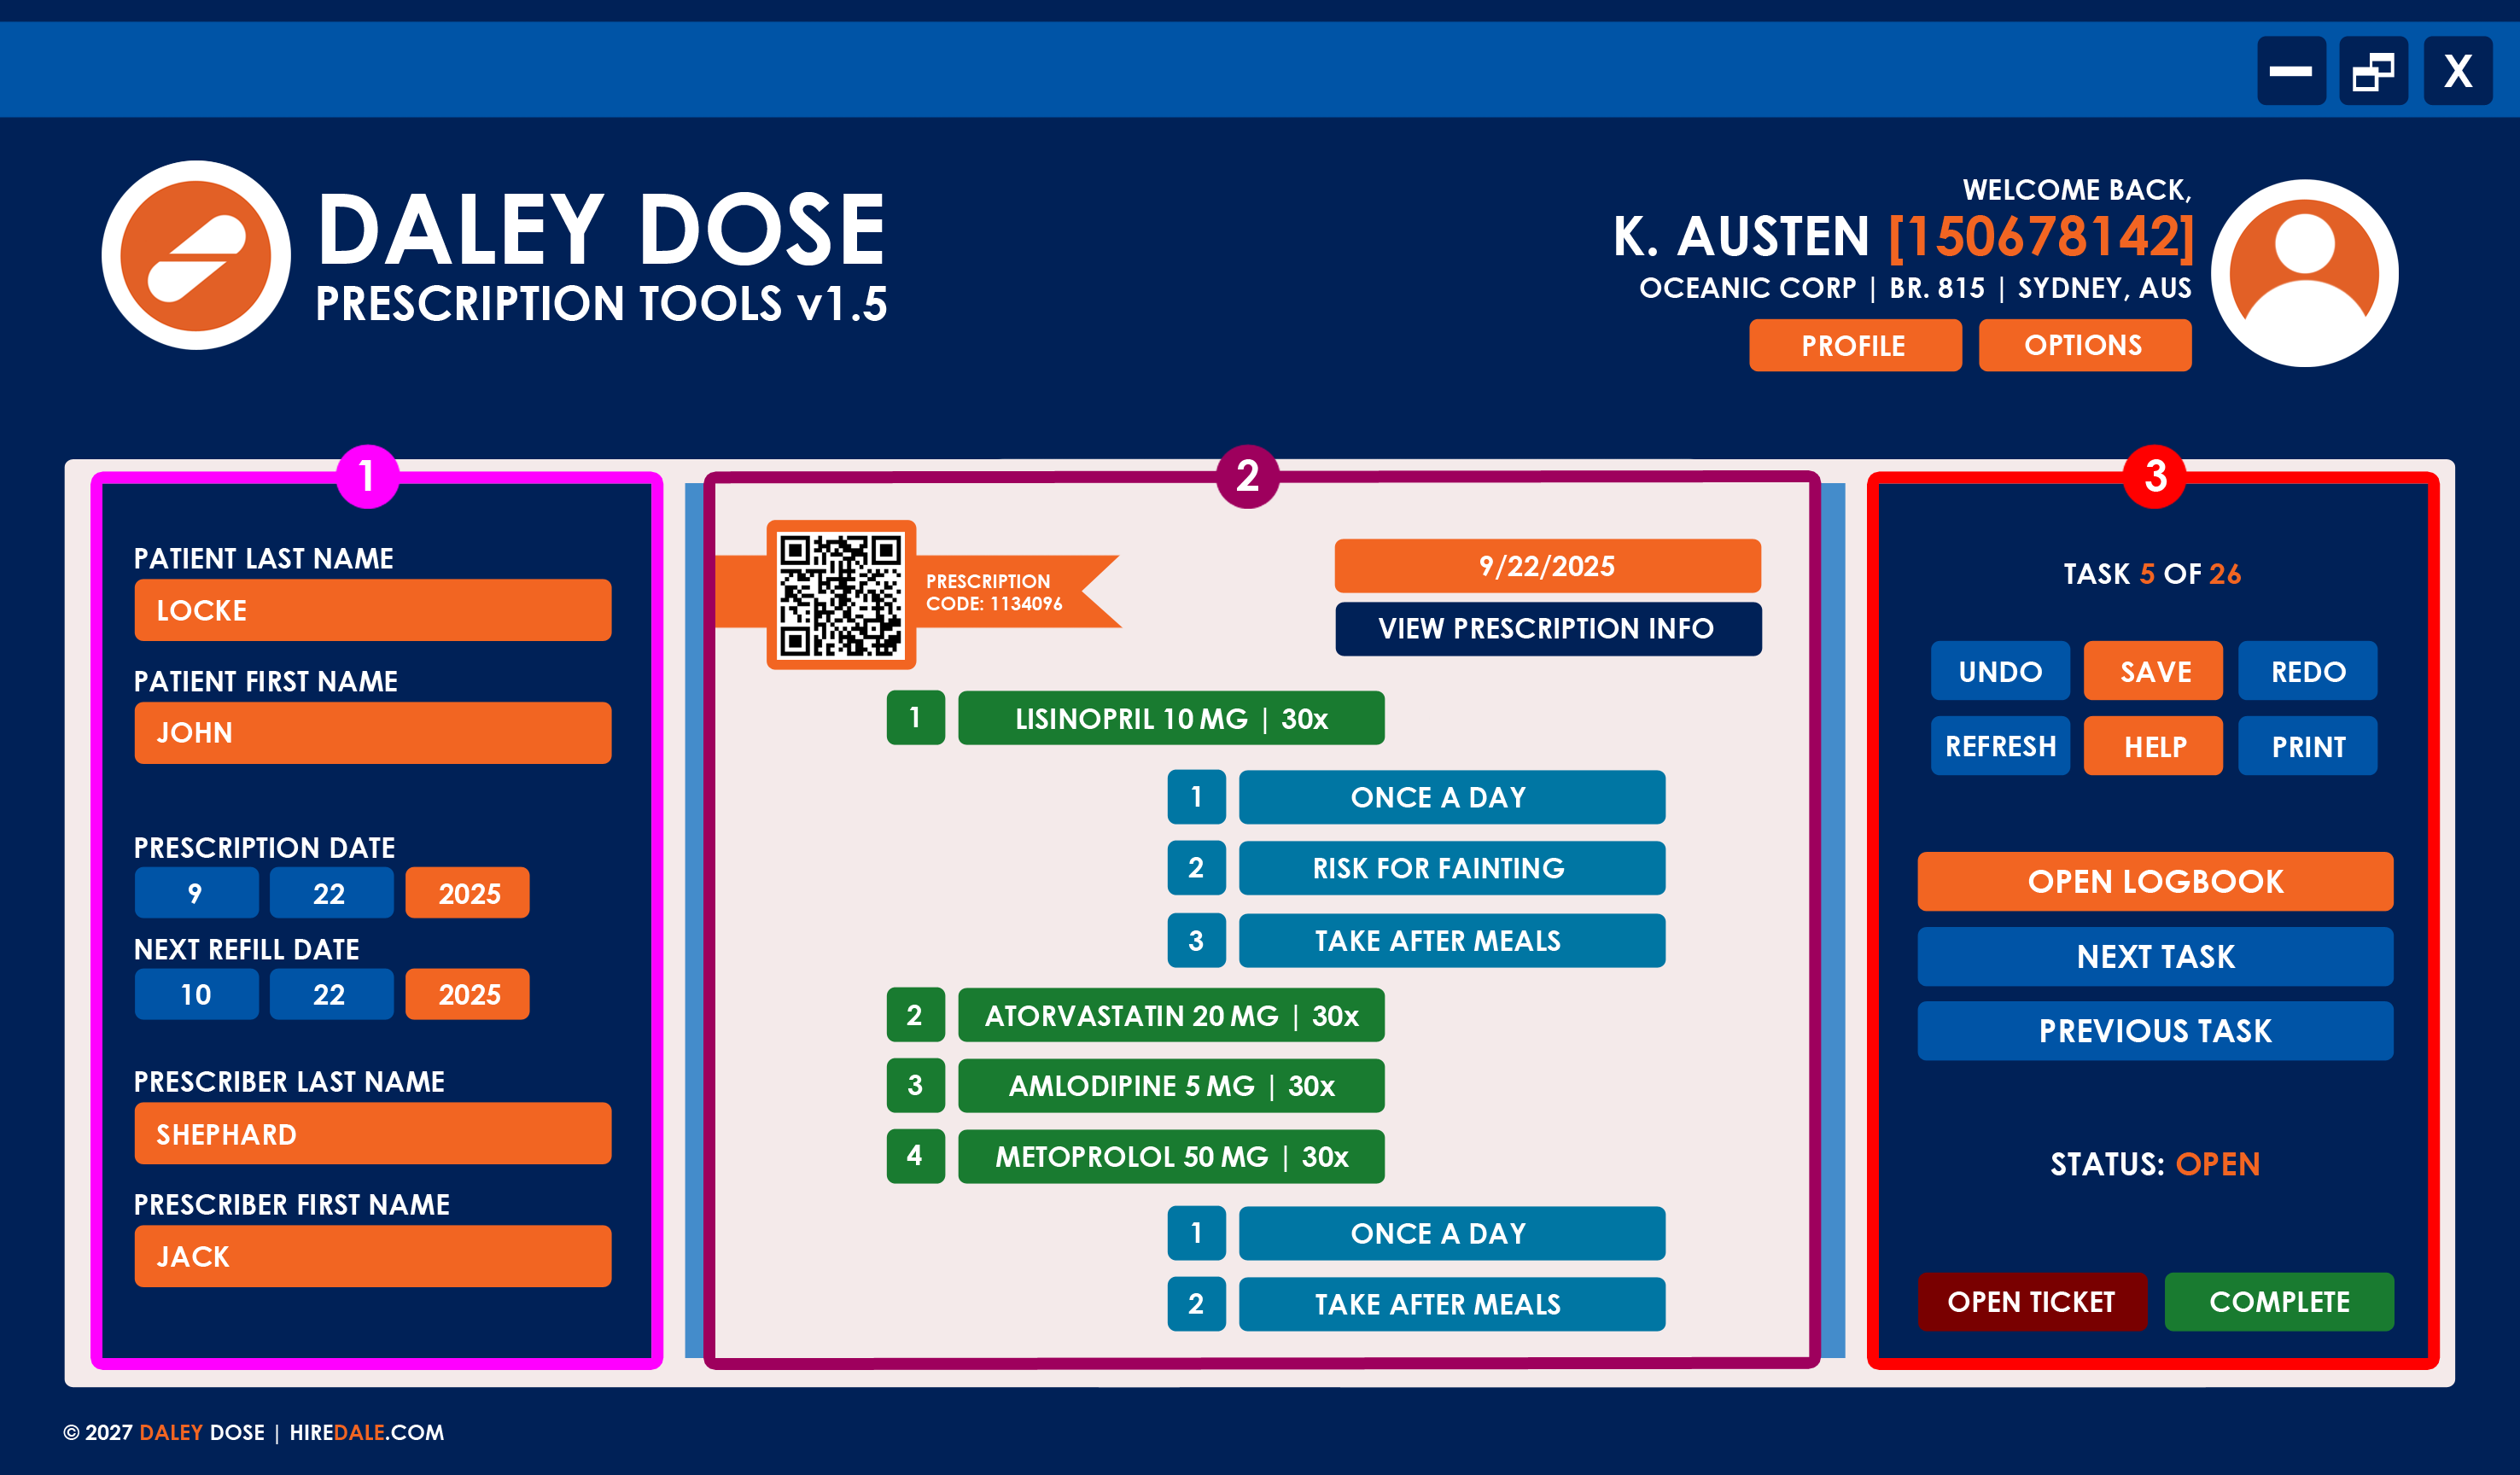 X
DALEY DOSE
PRESCRIPTION TOOLS v1.5
WELCOME BACK,
K. AUSTEN [150678142]
OCEANIC CORP | BR. 815 | SYDNEY, AUS
PROFILE
OPTIONS
1
PATIENT LAST NAME
LOCKE
PATIENT FIRST NAME
JOHN
PRESCRIPTION DATE
9 22 2025
NEXT REFILL DATE
10 22 2025
PRESCRIBER LAST NAME
SHEPHARD
PRESCRIBER FIRST NAME
JACK
2
PRESCRIPTION
CODE: 1134096
9/22/2025
VIEW PRESCRIPTION INFO
1 LISINOPRIL 10 MG | 30x
1 ONCE A DAY
2 RISK FOR FAINTING
3 TAKE AFTER MEALS
2 ATORVASTATIN 20 MG | 30x
3 AMLODIPINE 5 MG | 30x
4 METOPROLOL 50 MG | 30x
1 ONCE A DAY
2 TAKE AFTER MEALS
3
TASK 5 OF 26
UNDO SAVE REDO
REFRESH HELP PRINT
OPEN LOGBOOK
NEXT TASK
PREVIOUS TASK
STATUS: OPEN
OPEN TICKET COMPLETE
© 2027 DALEY DOSE | HIREDALE.COM